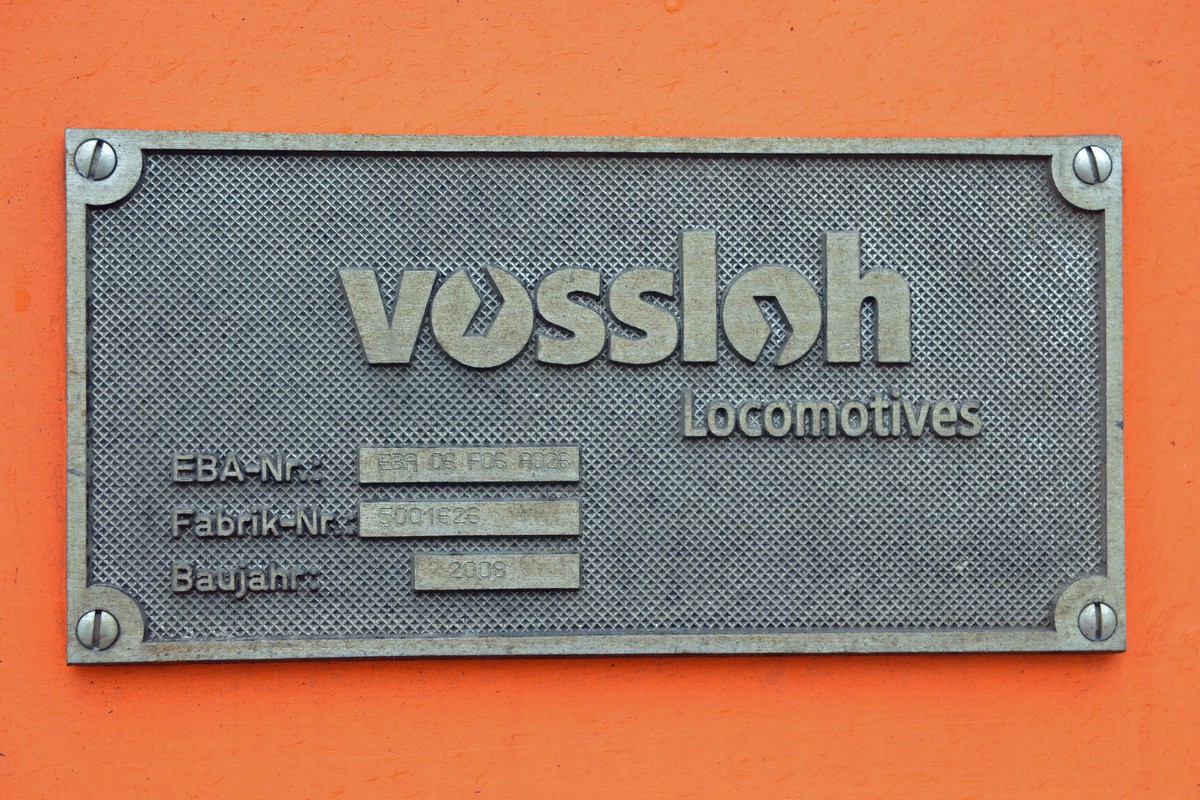 vossloh
Locomotives
EBA-Nr.: EBA 06 F06 A026
Fabrik-Nr.: 5001626
Baujahr: 2008